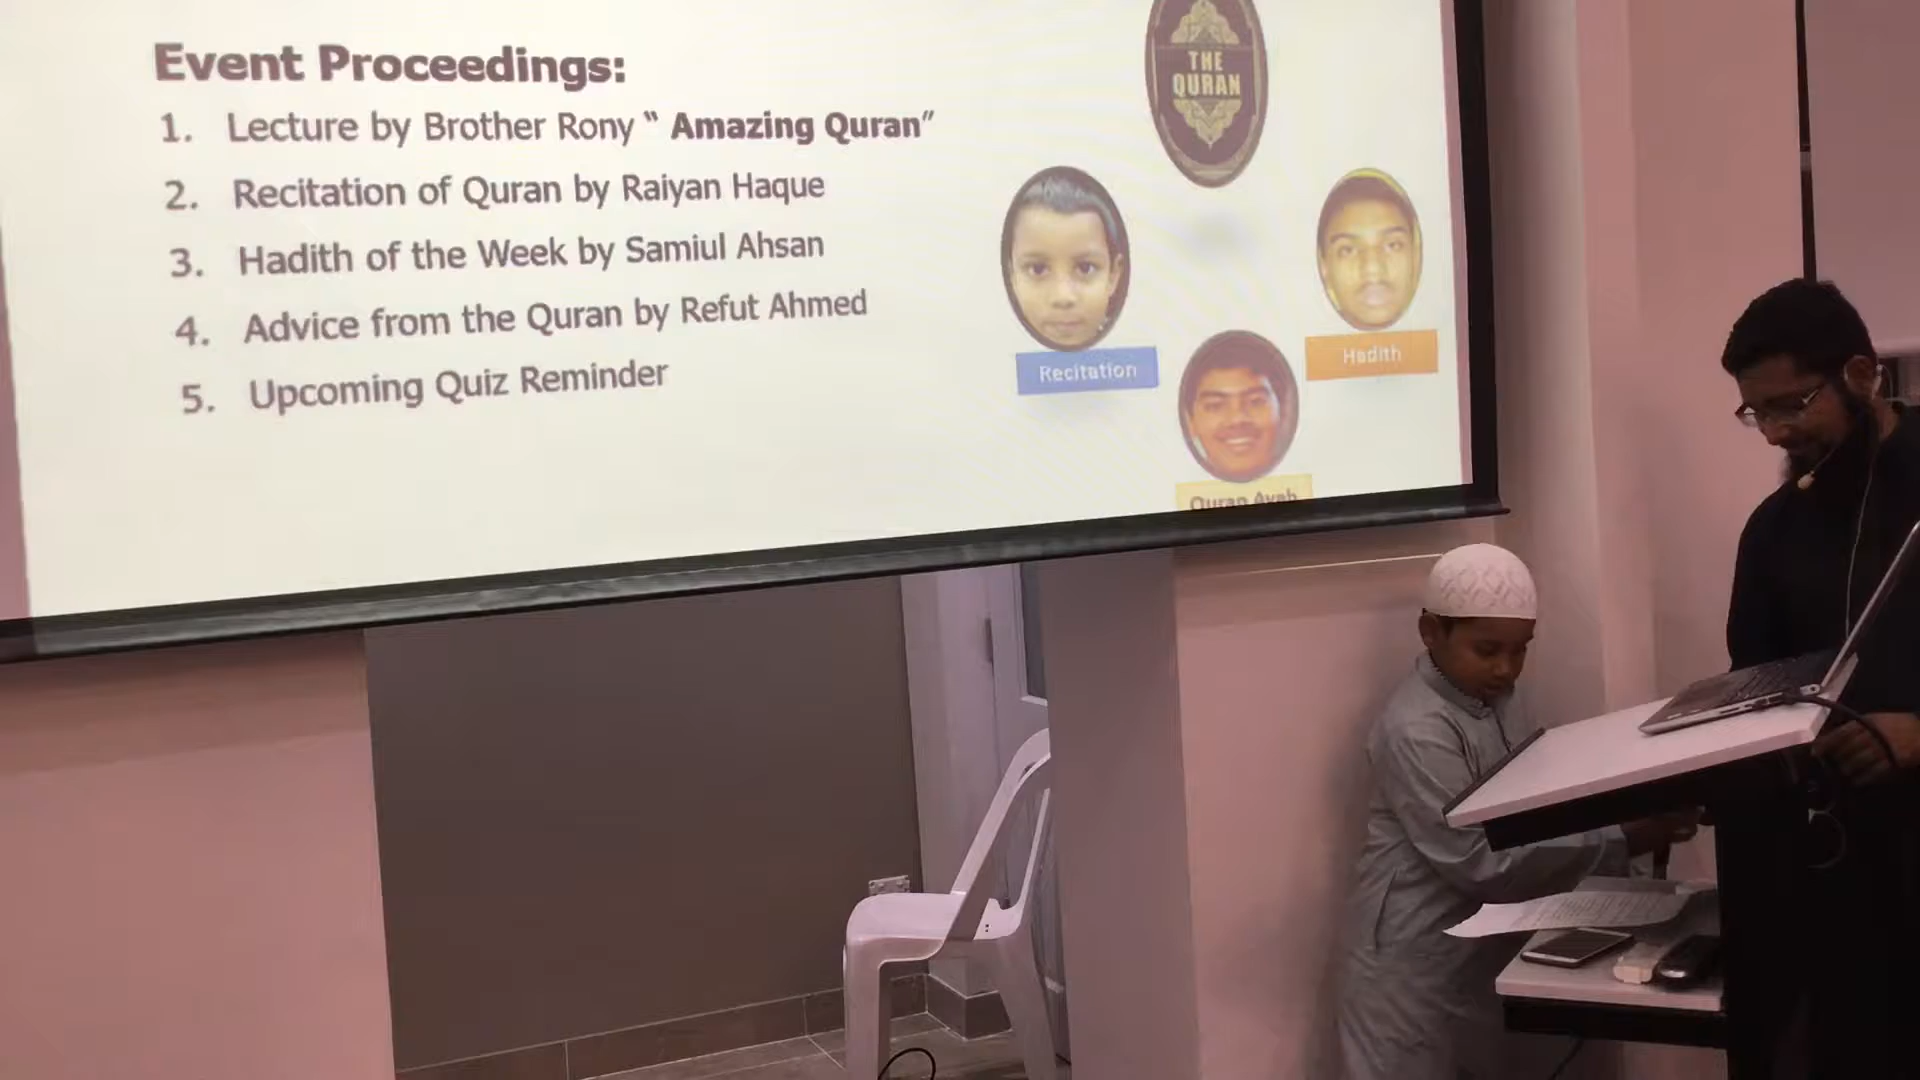 Event Proceedings:
1. Lecture by Brother Rony “ Amazing Quran”
2. Recitation of Quran by Raiyan Haque
3. Hadith of the Week by Samiul Ahsan
4. Advice from the Quran by Refut Ahmed
5. Upcoming Quiz Reminder
THE
QURAN
Recitation
Hadith
Quran Ayah